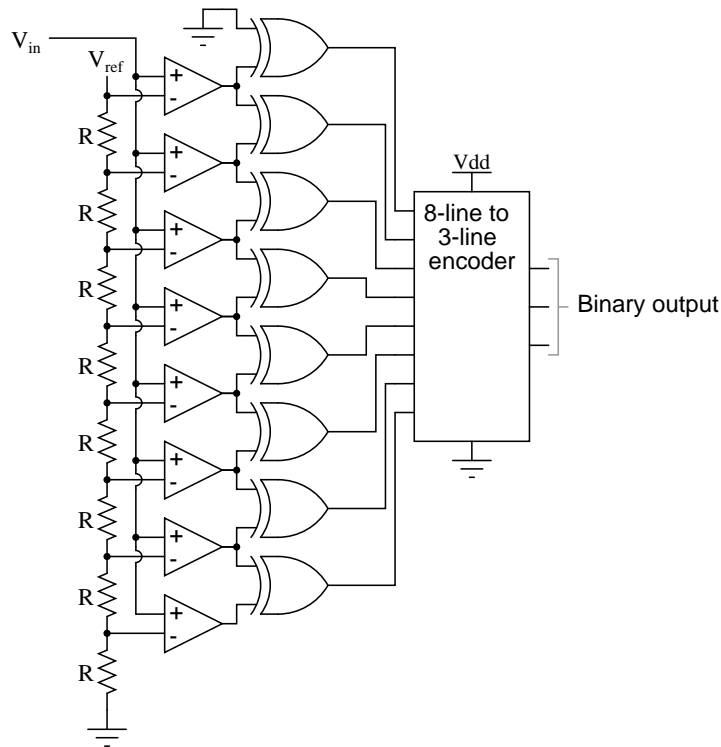 V_in
V_ref
R
R
R
R
R
R
R
R
+
-
+
-
+
-
+
-
+
-
+
-
+
-
+
-
Vdd
8-line to
3-line
encoder
Binary output